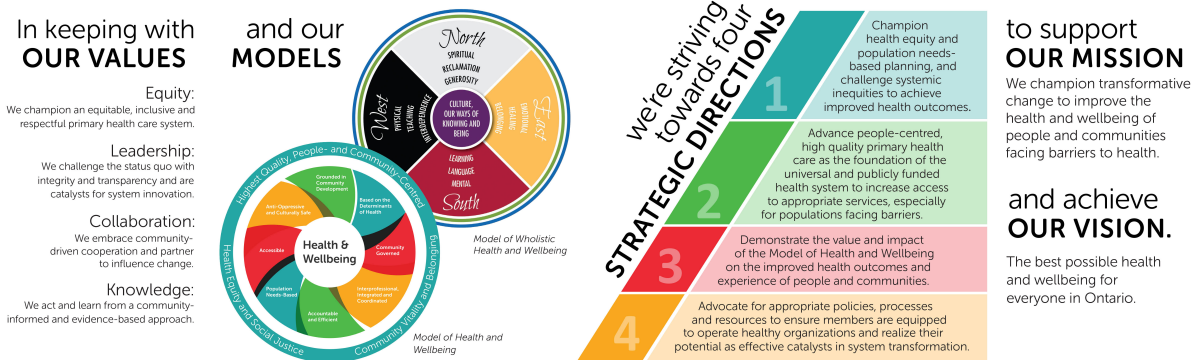 In keeping with
OUR VALUES
Equity:
We champion an equitable, inclusive and
respectful primary health care system.
Leadership:
We challenge the status quo with
integrity and transparency and are
catalysts for system innovation.
Collaboration:
We embrace community-
driven cooperation and partner
to influence change.
Knowledge:
We act and learn from a community-
informed and evidence-based approach.
and our
MODELS
North
SPIRITUAL
RECLAMATION
GENEROSITY
East
EMOTIONAL
HEALING
BELONGING
South
LEARNING
LANGUAGE
MENTAL
West
PHYSICAL
TEACHING
INTERDEPENDENCE
CULTURE,
OUR WAYS OF
KNOWING AND
BEING
Model of Wholistic
Health and Wellbeing
Highest Quality, People- and Community-Centred
Community Vitality and Belonging
Health Equity and Social Justice
Grounded in
Community
Development
Based on the
Determinants
of Health
Community
Governed
Interprofessional,
Integrated and
Coordinated
Accountable
and Efficient
Population
Needs-Based
Accessible
Anti-Oppressive
and Culturally Safe
Health &
Wellbeing
Model of Health and
Wellbeing
we're striving
towards four
STRATEGIC DIRECTIONS
1
Champion
health equity and
population needs-
based planning, and
challenge systemic
inequities to achieve
improved health outcomes.
2
Advance people-centred,
high quality primary health
care as the foundation of the
universal and publicly funded
health system to increase access
to appropriate services, especially
for populations facing barriers.
3
Demonstrate the value and impact
of the Model of Health and Wellbeing
on the improved health outcomes and
experience of people and communities.
4
Advocate for appropriate policies, processes
and resources to ensure members are equipped
to operate healthy organizations and realize their
potential as effective catalysts in system transformation.
to support
OUR MISSION
We champion transformative
change to improve the
health and wellbeing of
people and communities
facing barriers to health.
and achieve
OUR VISION.
The best possible health
and wellbeing for
everyone in Ontario.